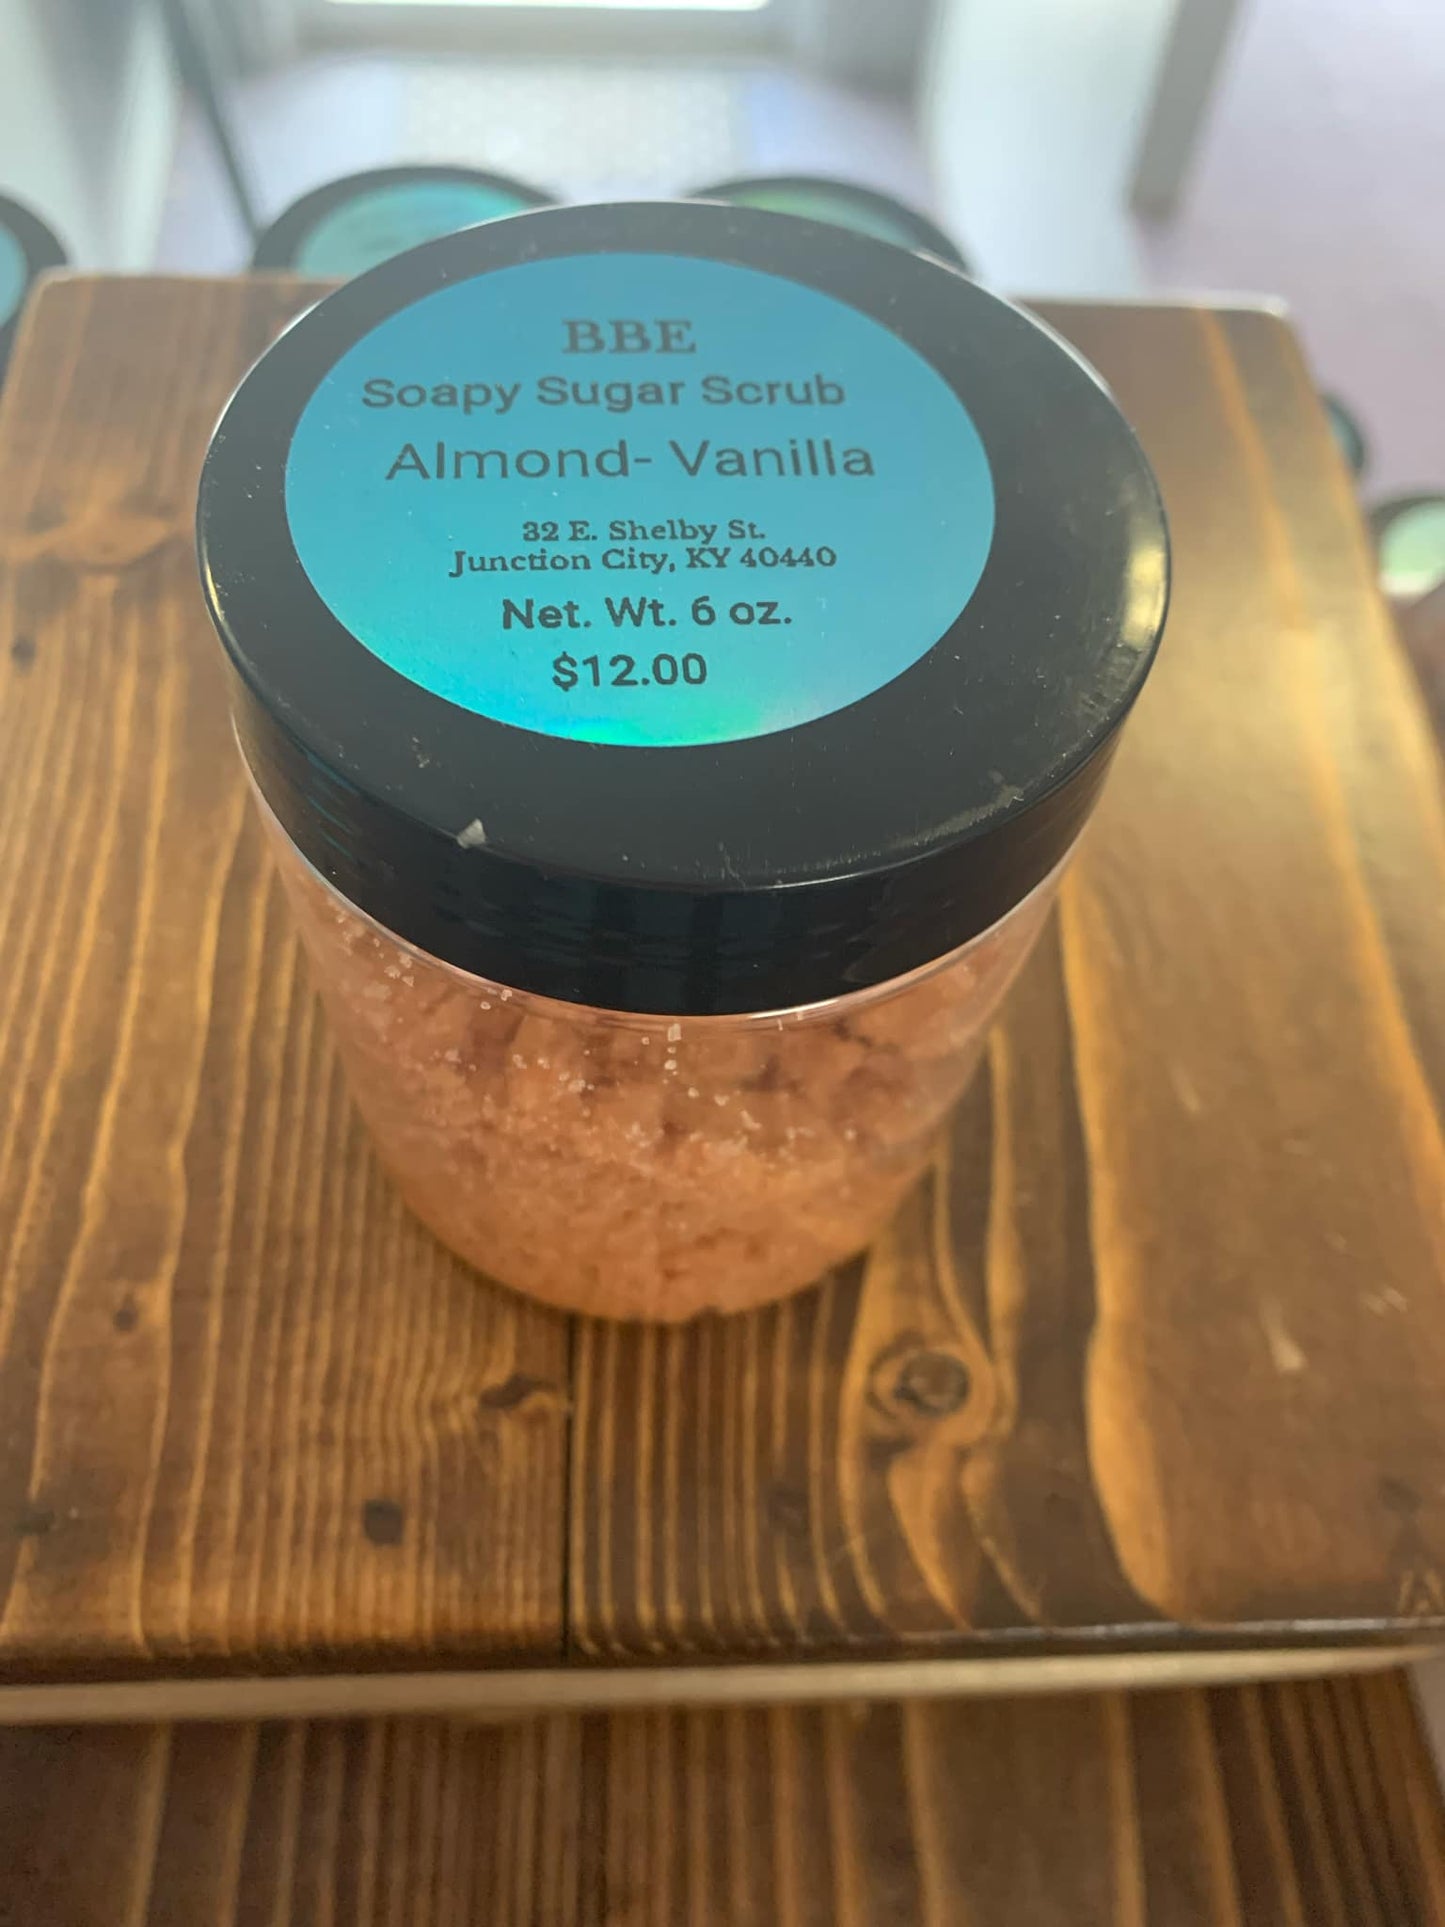 BBE
Soapy Sugar Scrub
Almond- Vanilla
32 E. Shelby St.
Junction City, KY 40440
Net. Wt. 6 oz.
$12.00